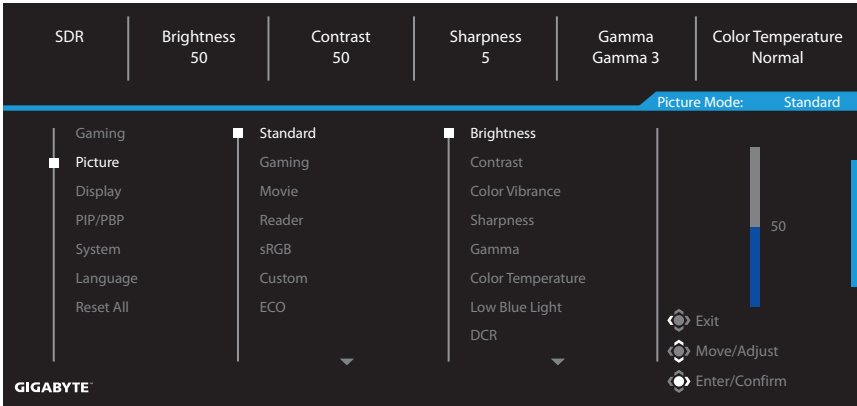 SDR
Brightness
50
Contrast
50
Sharpness
5
Gamma
Gamma 3
Color Temperature
Normal
Picture Mode: Standard
Gaming
Picture
Display
PIP/PBP
System
Language
Reset All
Standard
Gaming
Movie
Reader
sRGB
Custom
ECO
Brightness
Contrast
Color Vibrance
Sharpness
Gamma
Color Temperature
Low Blue Light
DCR
50
Exit
Move/Adjust
Enter/Confirm
GIGABYTE™